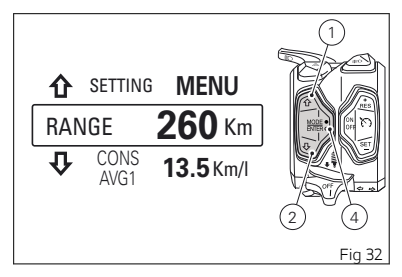 1
SETTING MENU
RANGE 260 Km
CONS
AVG1 13.5 Km/l
RES
ON
OFF
SET
MODE
ENTER
OFF
2
4
Fig 32